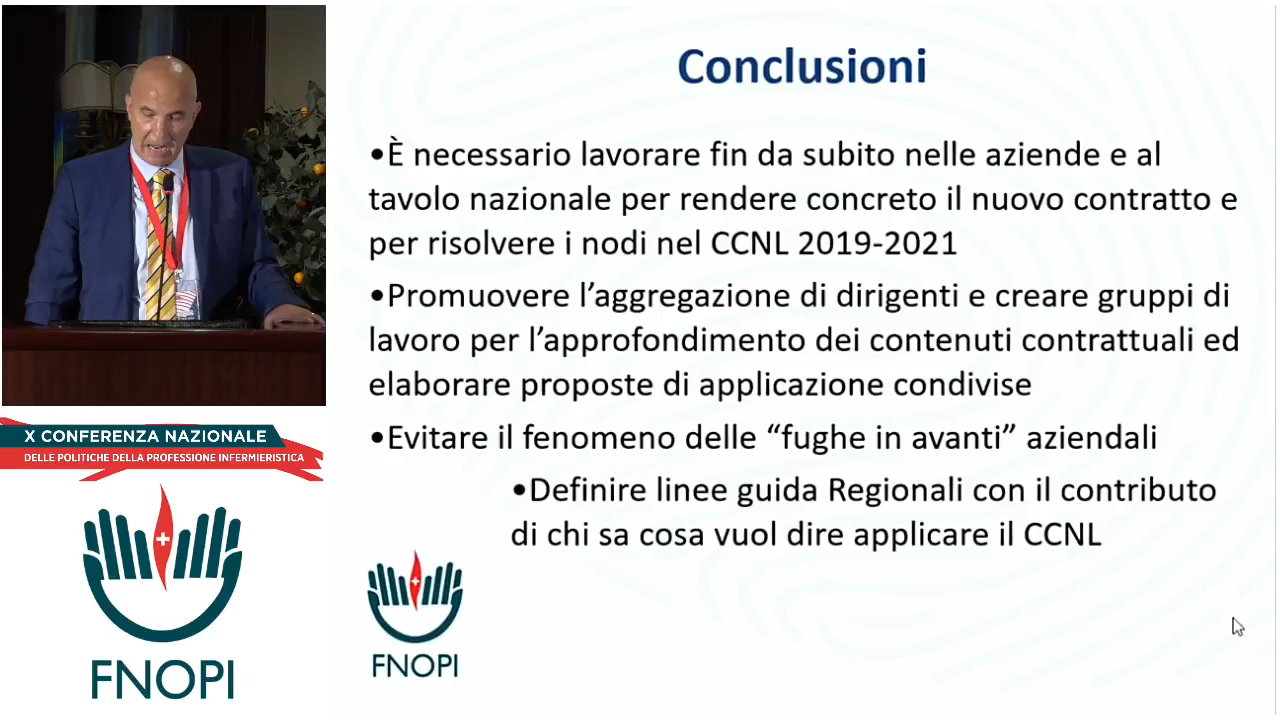 Conclusioni
•È necessario lavorare fin da subito nelle aziende e al
tavolo nazionale per rendere concreto il nuovo contratto e
per risolvere i nodi nel CCNL 2019-2021
•Promuovere l’aggregazione di dirigenti e creare gruppi di
lavoro per l’approfondimento dei contenuti contrattuali ed
elaborare proposte di applicazione condivise
•Evitare il fenomeno delle “fughe in avanti” aziendali
•Definire linee guida Regionali con il contributo
di chi sa cosa vuol dire applicare il CCNL
FNOPI
X CONFERENZA NAZIONALE
DELLE POLITICHE DELLA PROFESSIONE INFERMIERISTICA
FNOPI